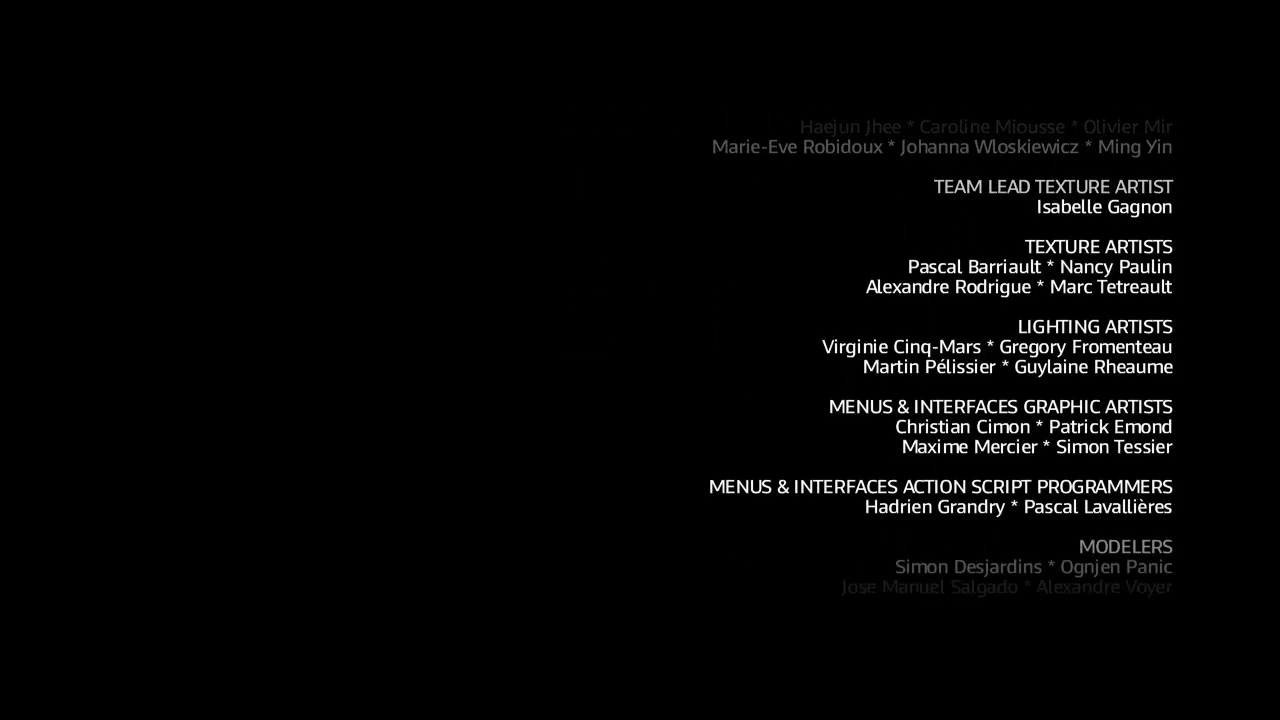 Haejun Jhee * Caroline Miousse * Olivier Mir
Marie-Eve Robidoux * Johanna Wloskiewicz * Ming Yin
TEAM LEAD TEXTURE ARTIST
Isabelle Gagnon
TEXTURE ARTISTS
Pascal Barriault * Nancy Paulin
Alexandre Rodrigue * Marc Tetreault
LIGHTING ARTISTS
Virginie Cinq-Mars * Gregory Fromenteau
Martin Pélissier * Guylaine Rheaume
MENUS & INTERFACES GRAPHIC ARTISTS
Christian Cimon * Patrick Emond
Maxime Mercier * Simon Tessier
MENUS & INTERFACES ACTION SCRIPT PROGRAMMERS
Hadrien Grandry * Pascal Lavallières
MODELERS
Simon Desjardins * Ognjen Panic
Jose Manuel Salgado * Alexandre Voyer